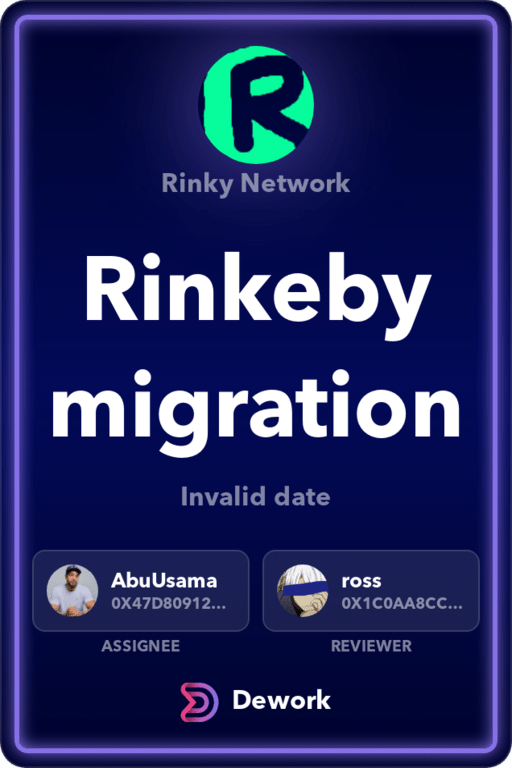 R
Rinky Network
Rinkeby
migration
Invalid date
AbuUsama
0X47D80912...
ross
0X1C0AA8CC...
ASSIGNEE
REVIEWER
Dework